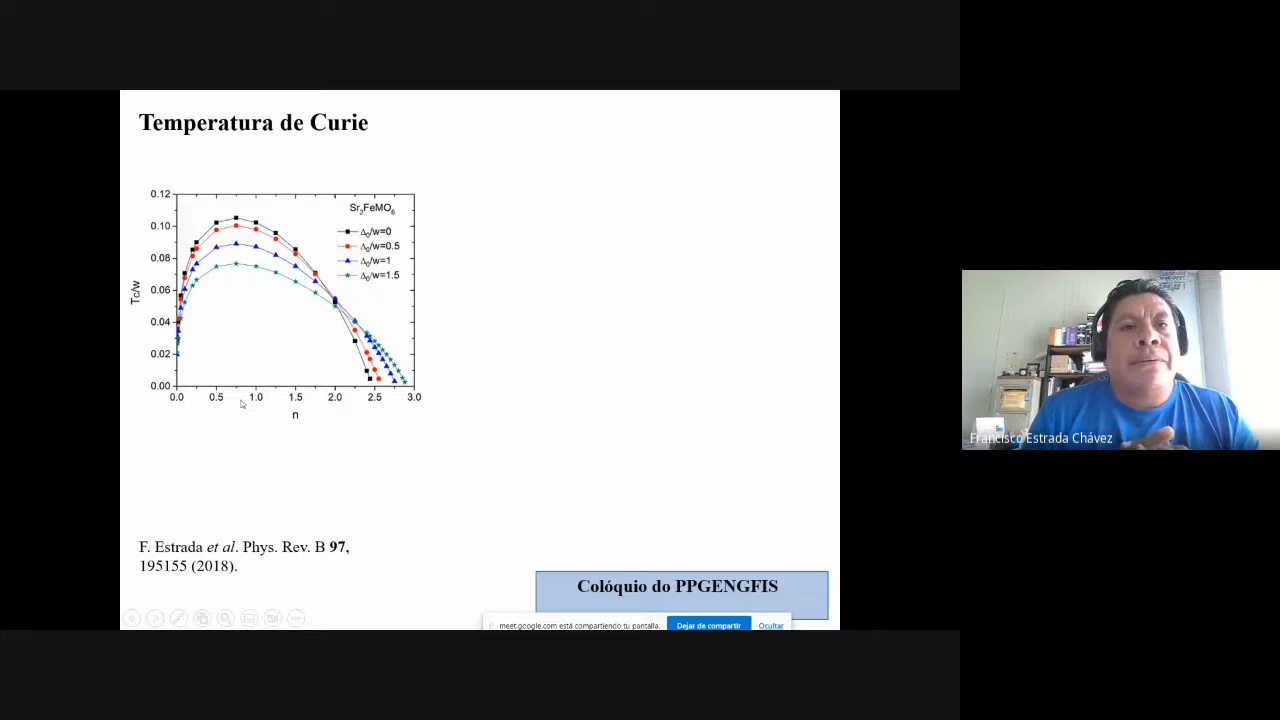 Temperatura de Curie
0.12
0.10
0.08
0.06
0.04
0.02
0.00
Tc/w
Sr2FeMO6
Δ0/w=0
Δ0/w=0.5
Δ0/w=1
Δ0/w=1.5
0.0 0.5 1.0 1.5 2.0 2.5 3.0
n
F. Estrada et al. Phys. Rev. B 97,
195155 (2018).
Colóquio do PPGENGFIS
meet.google.com está compartiendo tu pantalla. Dejar de compartir Ocultar
Francisco Estrada Chávez